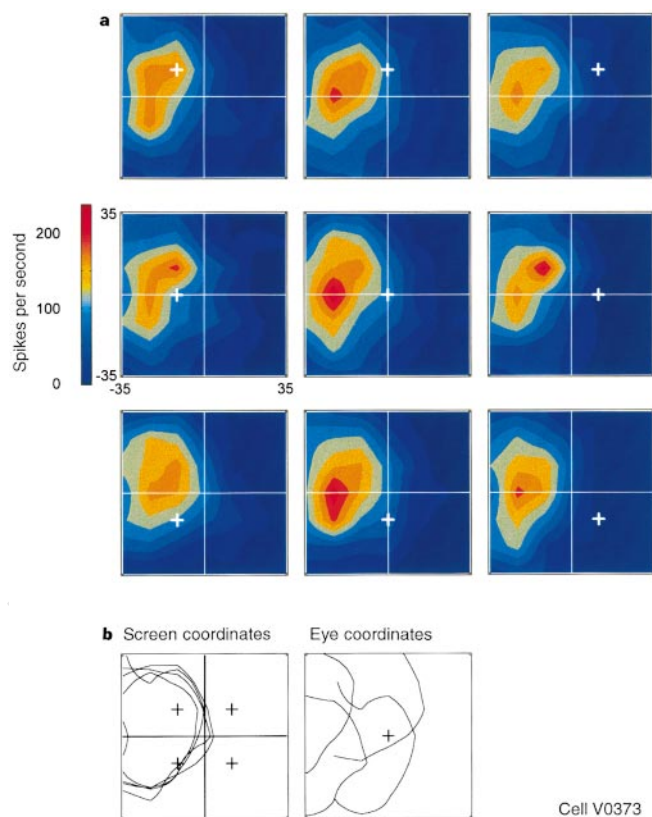 a
Spikes per second
200
100
0
35
-35
-35
35
b Screen coordinates
Eye coordinates
Cell V0373